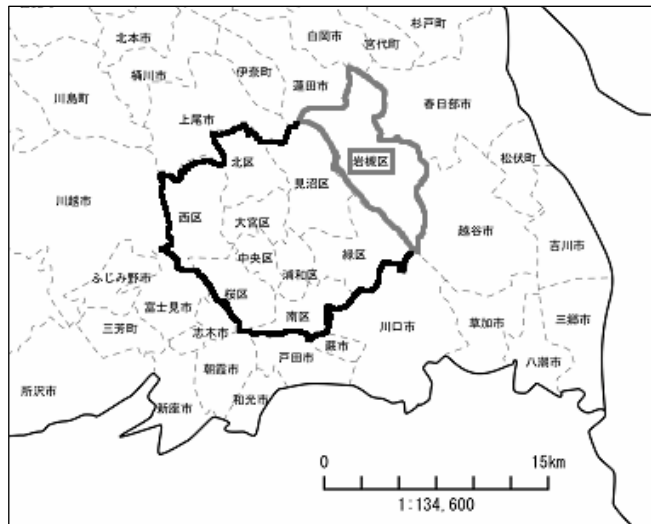 北本市
白岡市
杉戸町
宮代町
桶川市
伊奈町
蓮田市
川島町
春日部市
上尾市
松伏町
北区
岩槻区
見沼区
川越市
西区
大宮区
越谷市
吉川市
中央区
緑区
ふじみ野市
浦和区
桜区
富士見市
南区
三郷市
三芳町
志木市
川口市
草加市
蕨市
戸田市
八潮市
朝霞市
所沢市
和光市
新座市
0 15km
1:134,600